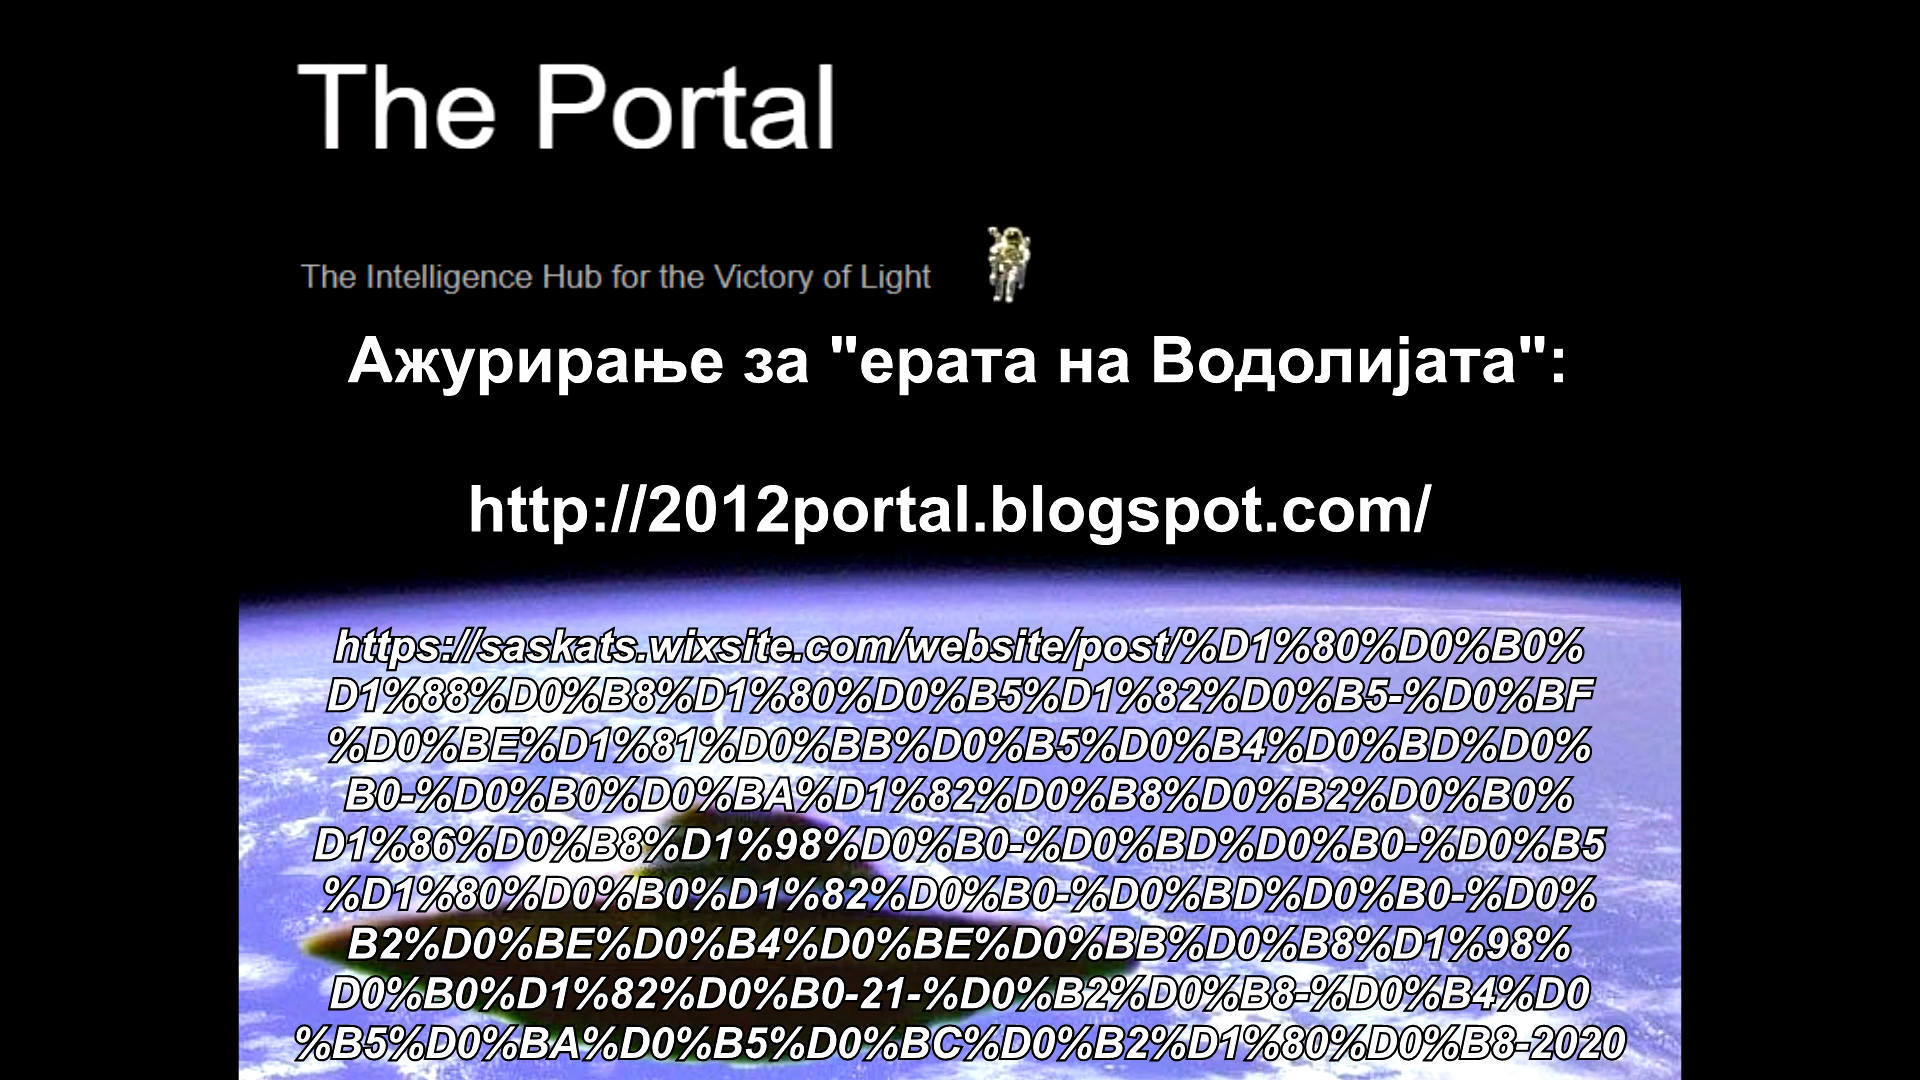 The Portal
The Intelligence Hub for the Victory of Light
Ажурирање за "ерата на Водолијата":
http://2012portal.blogspot.com/
https://saskats.wixsite.com/website/post/%D1%80%D0%B0%
D1%88%D0%B8%D1%80%D0%B5%D1%82%D0%B5-%D0%BF
%D0%BE%D1%81%D0%BB%D0%B5%D0%B4%D0%BD%D0%
B0-%D0%B0%D0%BA%D1%82%D0%B8%D0%B2%D0%B0%
D1%86%D0%B8%D1%98%D0%B0-%D0%BD%D0%B0-%D0%B5
%D1%80%D0%B0%D1%82%D0%B0-%D0%BD%D0%B0-%D0%
B2%D0%BE%D0%B4%D0%BE%D0%BB%D0%B8%D1%98%
D0%B0%D1%82%D0%B0-21-%D0%B2%D0%B8-%D0%B4%D0
%B5%D0%BA%D0%B5%D0%BC%D0%B2%D1%80%D0%B8-2020